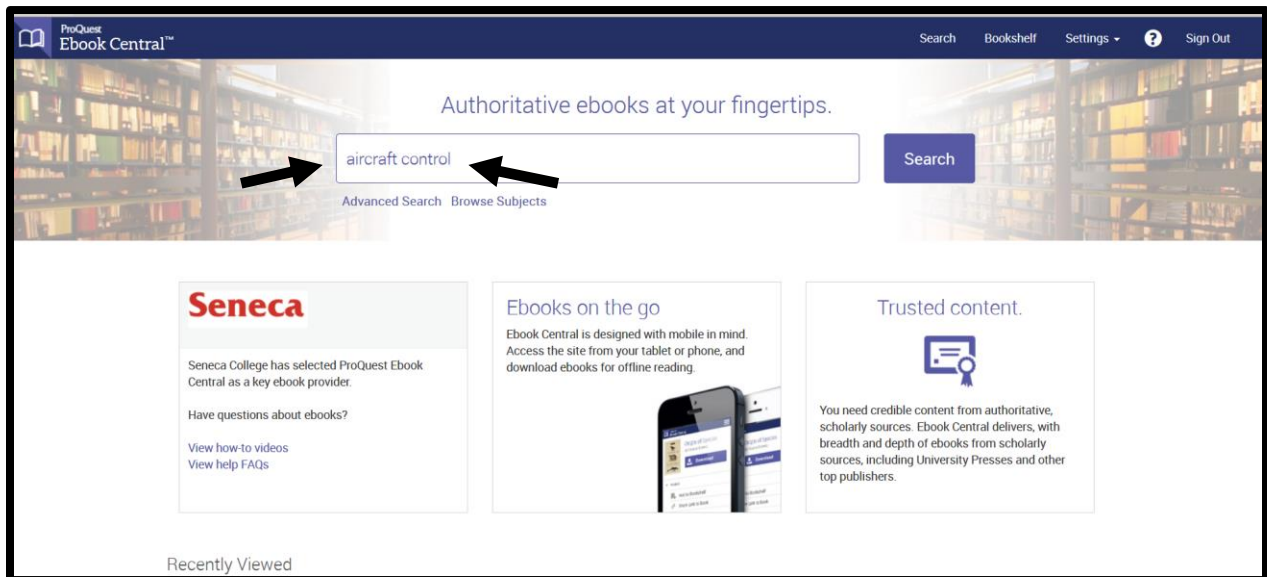 ProQuest
Ebook Central™
Search Bookshelf Settings ? Sign Out
Authoritative ebooks at your fingertips.
aircraft control
Search
Advanced Search Browse Subjects
Seneca
Seneca College has selected ProQuest Ebook
Central as a key ebook provider.
Have questions about ebooks?
View how-to videos
View help FAQs
Ebooks on the go
Ebook Central is designed with mobile in mind.
Access the site from your tablet or phone, and
download ebooks for offline reading.
Trusted content.
You need credible content from authoritative,
scholarly sources. Ebook Central delivers, with
breadth and depth of ebooks from scholarly
sources, including University Presses and other
top publishers.
Recently Viewed